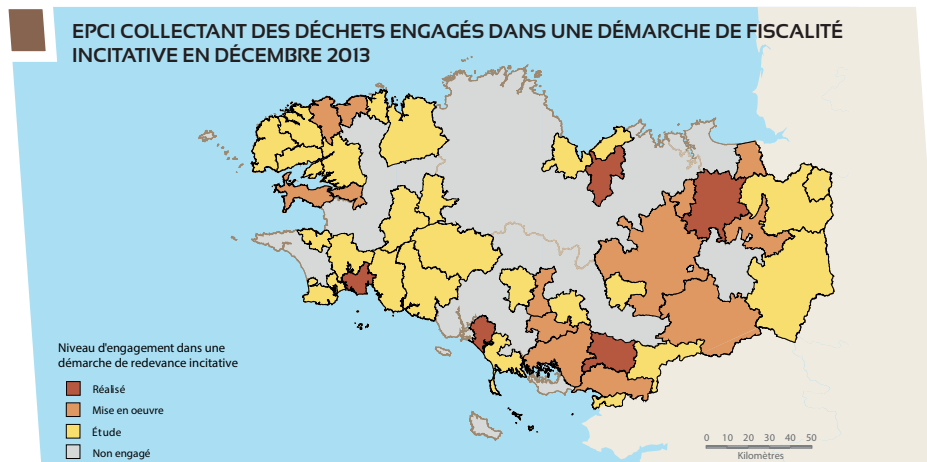 EPCI COLLECTANT DES DÉCHETS ENGAGÉS DANS UNE DÉMARCHE DE FISCALITÉ
INCITATIVE EN DÉCEMBRE 2013
Niveau d'engagement dans une
démarche de redevance incitative
Réalisé
Mise en oeuvre
Étude
Non engagé
0 10 20 30 40 50
Kilomètres